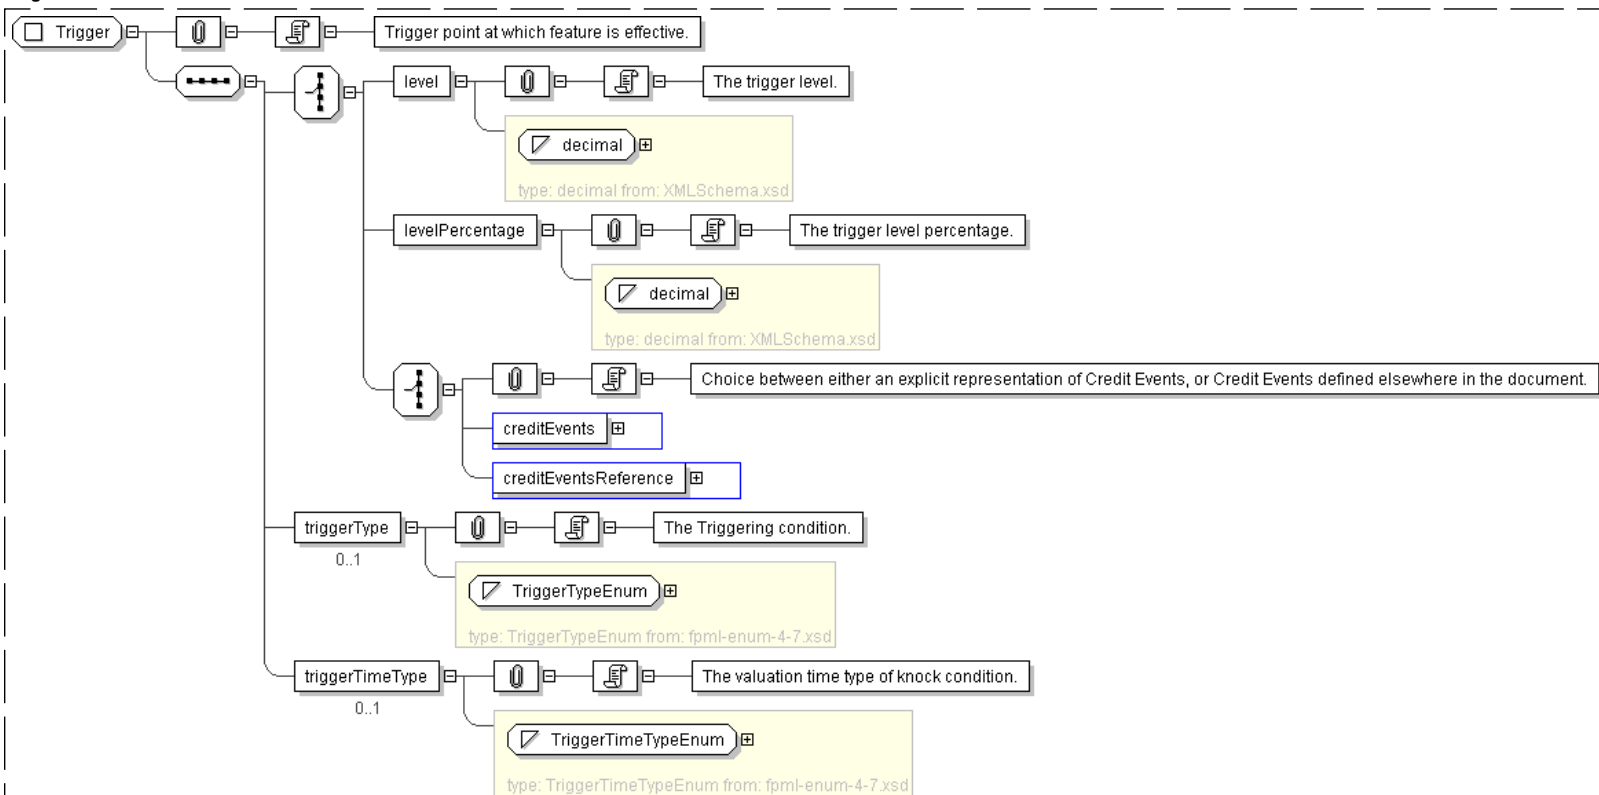 Trigger
Trigger point at which feature is effective.
level
The trigger level.
decimal
type: decimal from: XMLSchema.xsd
levelPercentage
The trigger level percentage.
decimal
type: decimal from: XMLSchema.xsd
Choice between either an explicit representation of Credit Events, or Credit Events defined elsewhere in the document.
creditEvents
creditEventsReference
triggerType
The Triggering condition.
0..1
TriggerTypeEnum
type: TriggerTypeEnum from: fpml-enum-4-7.xsd
triggerTimeType
The valuation time type of knock condition.
0..1
TriggerTimeTypeEnum
type: TriggerTimeTypeEnum from: fpml-enum-4-7.xsd